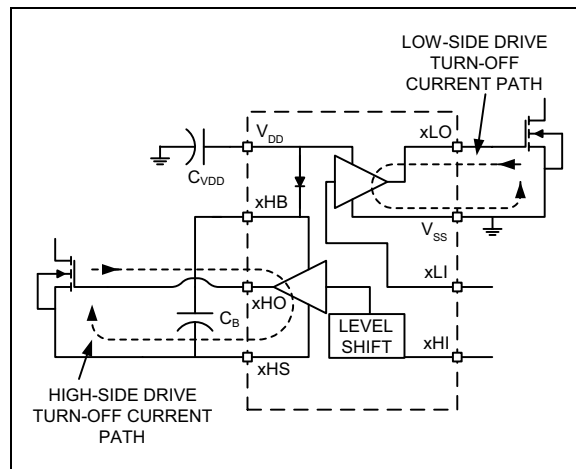 LOW-SIDE DRIVE
TURN-OFF
CURRENT PATH
VDD
xLO
CVDD
xHB
VSS
xLI
xHO
CB
LEVEL
SHIFT
xHI
xHS
HIGH-SIDE DRIVE
TURN-OFF CURRENT
PATH